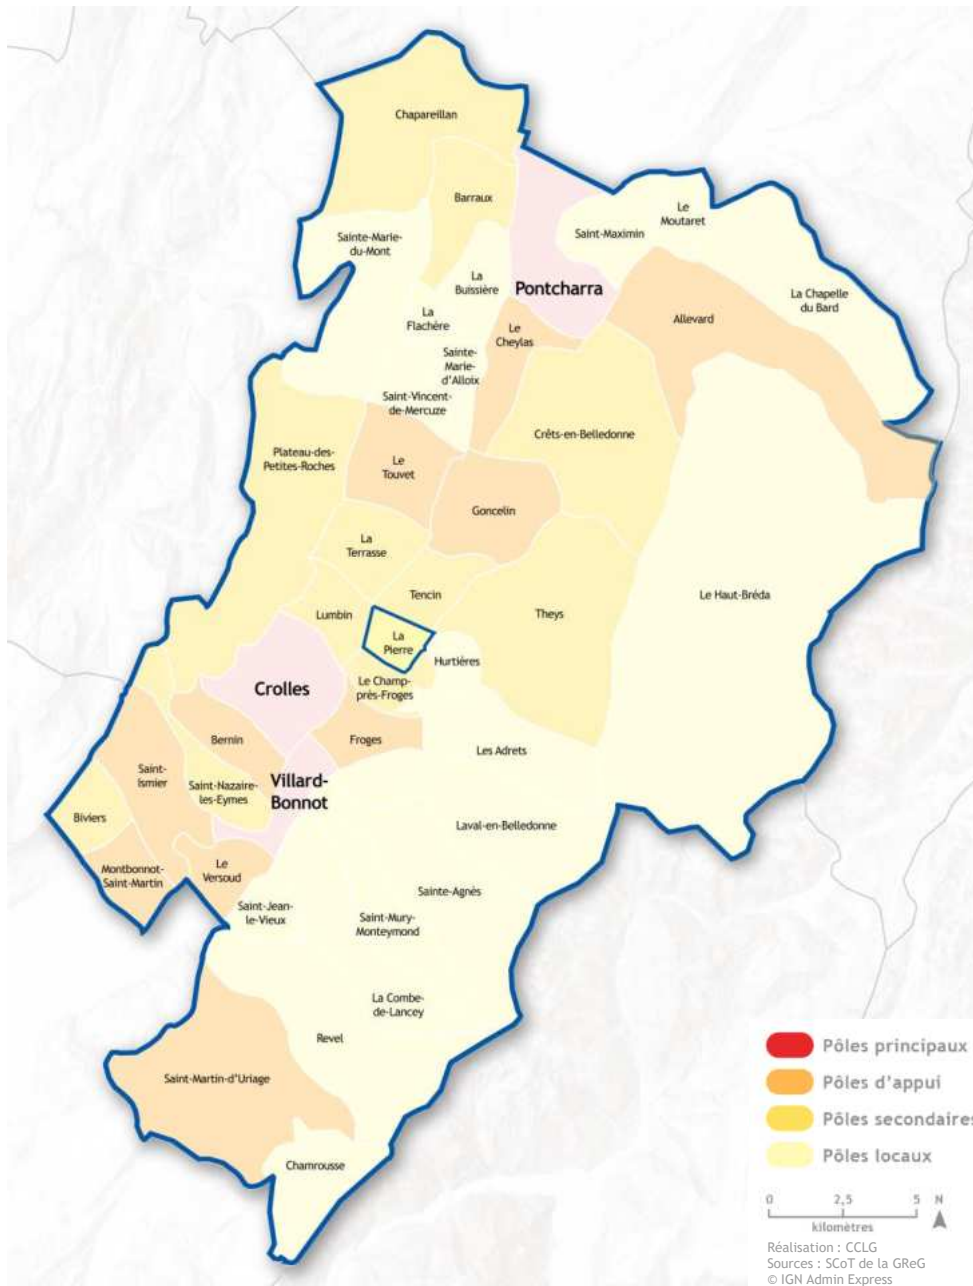 Chapareillan
Barraux
Le
Moutaret
Saint-Maximin
Sainte-Marie-
du-Mont
La
Buissière
Pontcharra
La Chapelle
du Bard
La
Flachère
Le
Cheylas
Allevard
Sainte-
Marie-
d'Alloix
Saint-Vincent-
de-Mercuze
Crêts-en-Belledonne
Plateau-des-
Petites-Roches
Le
Touvet
Goncelin
La
Terrasse
Tencin
Le Haut-Bréda
Lumbin
Theys
La
Pierre
Hurtières
Crolles
Le Champ-
près-Froges
Bernin
Froges
Les Adrets
Saint-
Ismier
Saint-Nazaire-
les-Eymes
Villard-
Bonnot
Biviers
Laval-en-Belledonne
Montbonnot-
Saint-Martin
Le
Versoud
Sainte-Agnès
Saint-Jean-
le-Vieux
Saint-Mury-
Monteymond
La Combe-
de-Lancey
Revel
Saint-Martin-d'Uriage
Chamrousse
Pôles principaux
Pôles d'appui
Pôles secondaires
Pôles locaux
0 2,5 5 N
kilomètres
Réalisation : CCLG
Sources : SCoT de la GReG
© IGN Admin Express